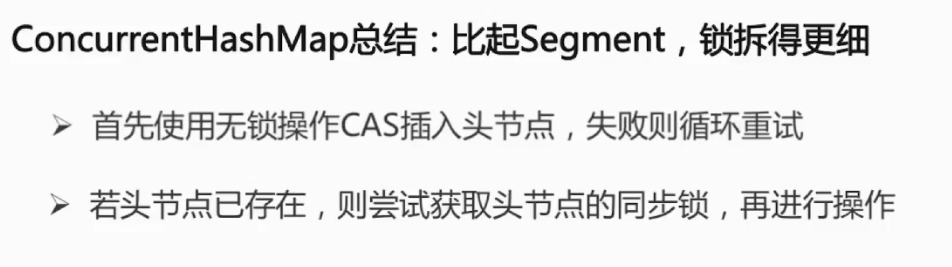 ConcurrentHashMap总结：比起Segment，锁拆得更细
首先使用无锁操作CAS插入头节点，失败则循环重试
若头节点已存在，则尝试获取头节点的同步锁，再进行操作